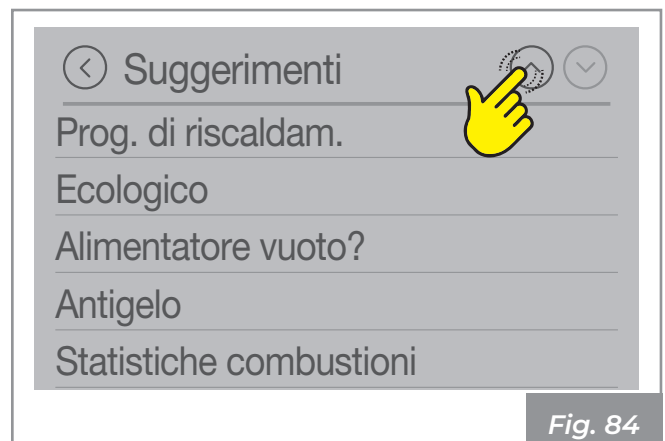 Suggerimenti
Prog. di riscaldam.
Ecologico
Alimentatore vuoto?
Antigelo
Statistiche combustioni
Fig. 84